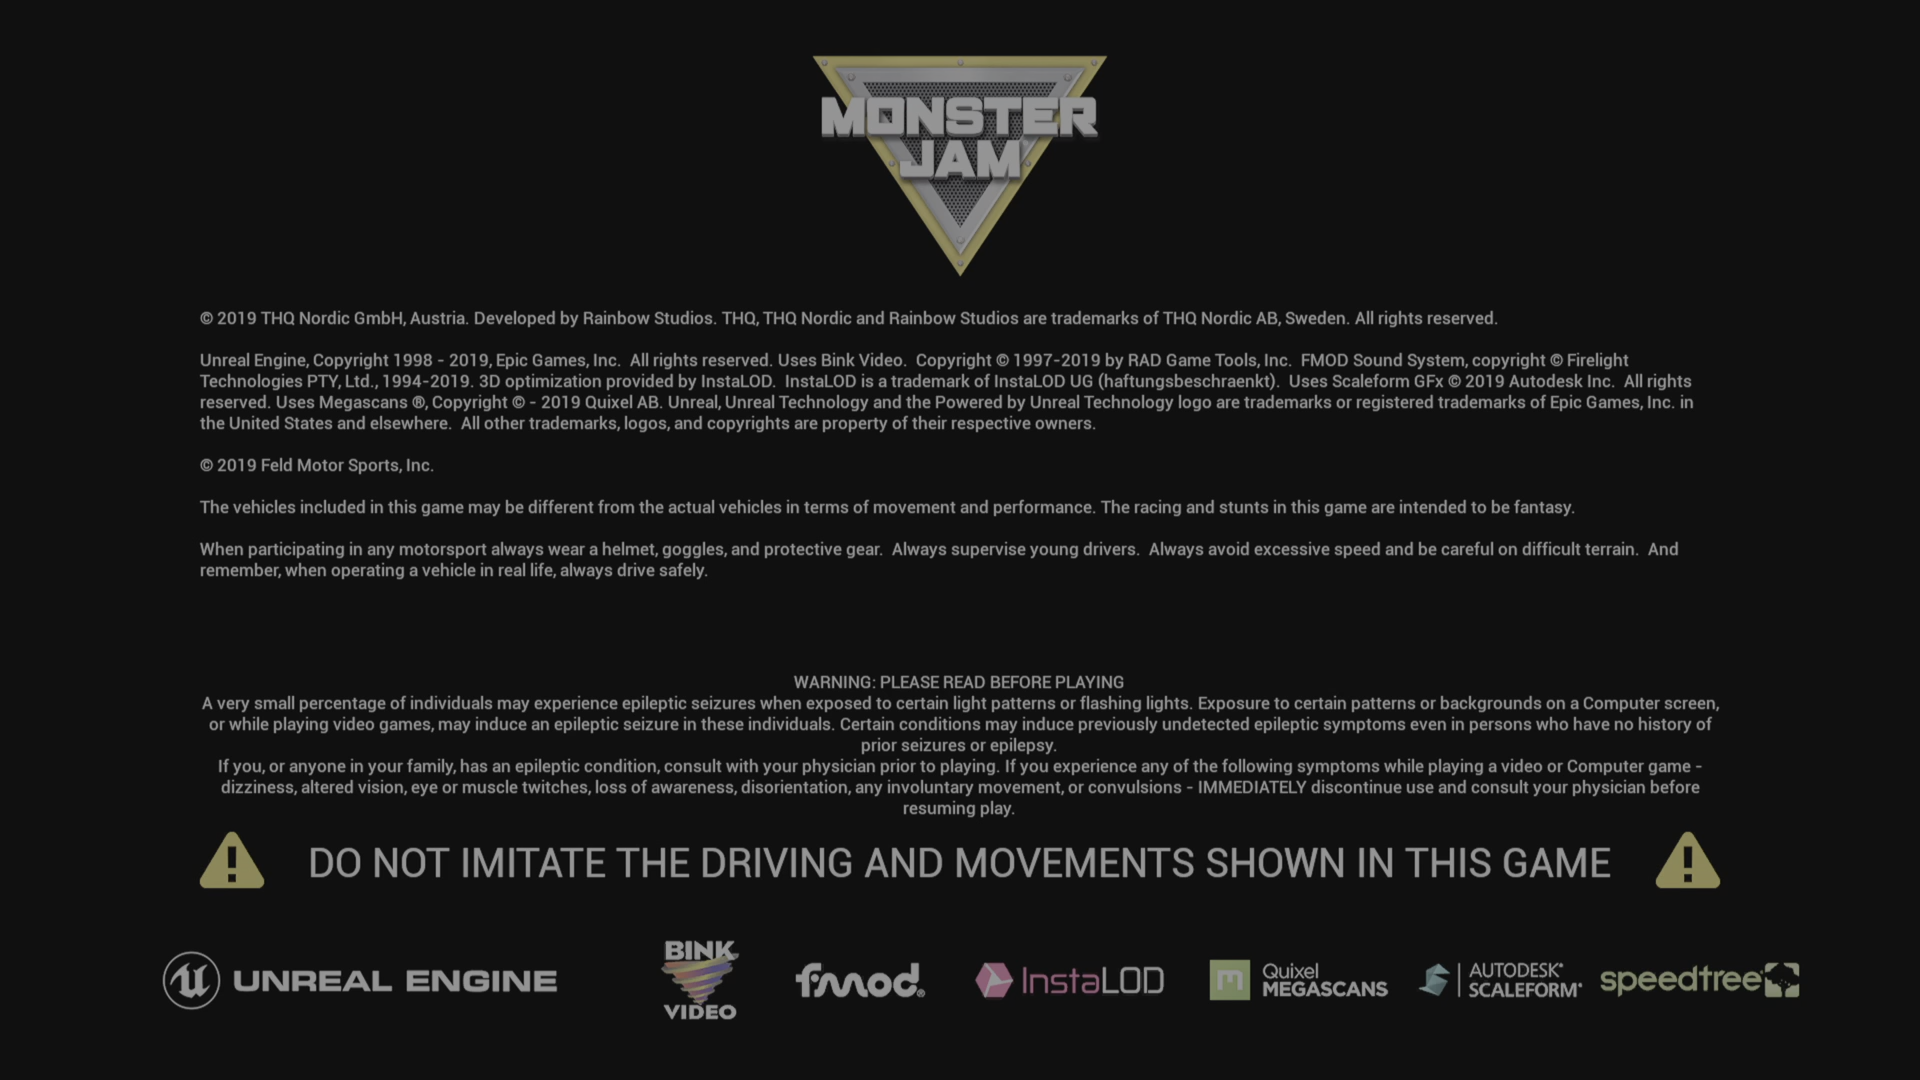 MONSTER
JAM
© 2019 THQ Nordic GmbH, Austria. Developed by Rainbow Studios. THQ, THQ Nordic and Rainbow Studios are trademarks of THQ Nordic AB, Sweden. All rights reserved.
Unreal Engine, Copyright 1998 - 2019, Epic Games, Inc.  All rights reserved. Uses Bink Video.  Copyright © 1997-2019 by RAD Game Tools, Inc.  FMOD Sound System, copyright © Firelight
Technologies PTY, Ltd., 1994-2019. 3D optimization provided by InstaLOD.  InstaLOD is a trademark of InstaLOD UG (haftungsbeschraenkt).  Uses Scaleform GFx © 2019 Autodesk Inc.  All rights
reserved. Uses Megascans ®, Copyright © - 2019 Quixel AB. Unreal, Unreal Technology and the Powered by Unreal Technology logo are trademarks or registered trademarks of Epic Games, Inc. in
the United States and elsewhere.  All other trademarks, logos, and copyrights are property of their respective owners.
© 2019 Feld Motor Sports, Inc.
The vehicles included in this game may be different from the actual vehicles in terms of movement and performance. The racing and stunts in this game are intended to be fantasy.
When participating in any motorsport always wear a helmet, goggles, and protective gear.  Always supervise young drivers.  Always avoid excessive speed and be careful on difficult terrain.  And
remember, when operating a vehicle in real life, always drive safely.
WARNING: PLEASE READ BEFORE PLAYING
A very small percentage of individuals may experience epileptic seizures when exposed to certain light patterns or flashing lights. Exposure to certain patterns or backgrounds on a Computer screen,
or while playing video games, may induce an epileptic seizure in these individuals. Certain conditions may induce previously undetected epileptic symptoms even in persons who have no history of
prior seizures or epilepsy.
If you, or anyone in your family, has an epileptic condition, consult with your physician prior to playing. If you experience any of the following symptoms while playing a video or Computer game -
dizziness, altered vision, eye or muscle twitches, loss of awareness, disorientation, any involuntary movement, or convulsions - IMMEDIATELY discontinue use and consult your physician before
resuming play.
DO NOT IMITATE THE DRIVING AND MOVEMENTS SHOWN IN THIS GAME
UNREAL ENGINE
BINK
VIDEO
fmod®
InstaLOD
Quixel
MEGASCANS
AUTODESK®
SCALEFORM®
speedtree®